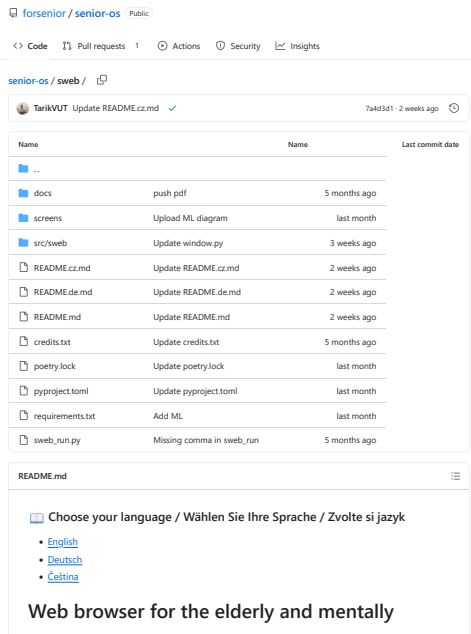 forsenior / senior-os Public
Code Pull requests 1 Actions Security Insights
senior-os / sweb /
TarikVUT Update README.cz.md 7a4d3d1 · 2 weeks ago
Name Name Last commit date
..
docs push pdf 5 months ago
screens Upload ML diagram last month
src/sweb Update window.py 3 weeks ago
README.cz.md Update README.cz.md 2 weeks ago
README.de.md Update README.de.md 2 weeks ago
README.md Update README.md 2 weeks ago
credits.txt Update credits.txt 5 months ago
poetry.lock Update poetry.lock last month
pyproject.toml Update pyproject.toml last month
requirements.txt Add ML last month
sweb_run.py Missing comma in sweb_run 5 months ago
README.md
📖 Choose your language / Wählen Sie Ihre Sprache / Zvolte si jazyk
• English
• Deutsch
• Čeština
Web browser for the elderly and mentally